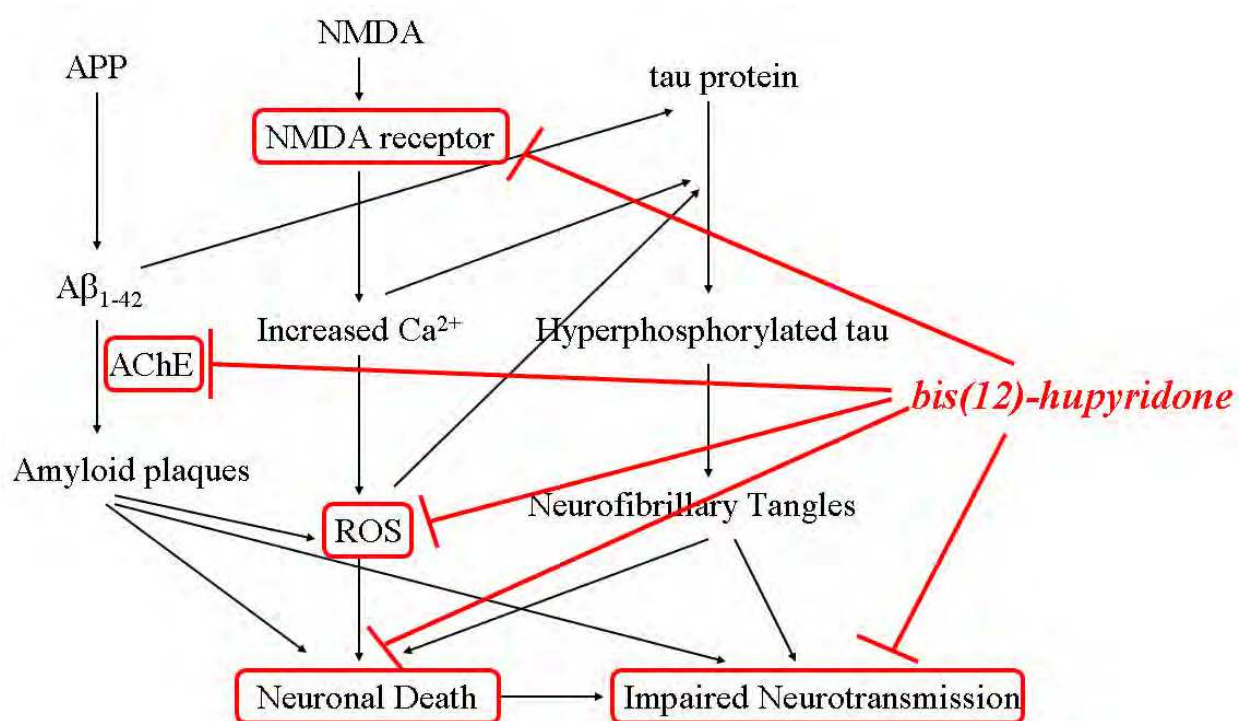 NMDA
APP
tau protein
NMDA receptor
Aβ₁₋₄₂
Increased Ca²⁺
Hyperphosphorylated tau
AChE
bis(12)-hupyridone
Amyloid plaques
Neurofibrillary Tangles
ROS
Neuronal Death
Impaired Neurotransmission